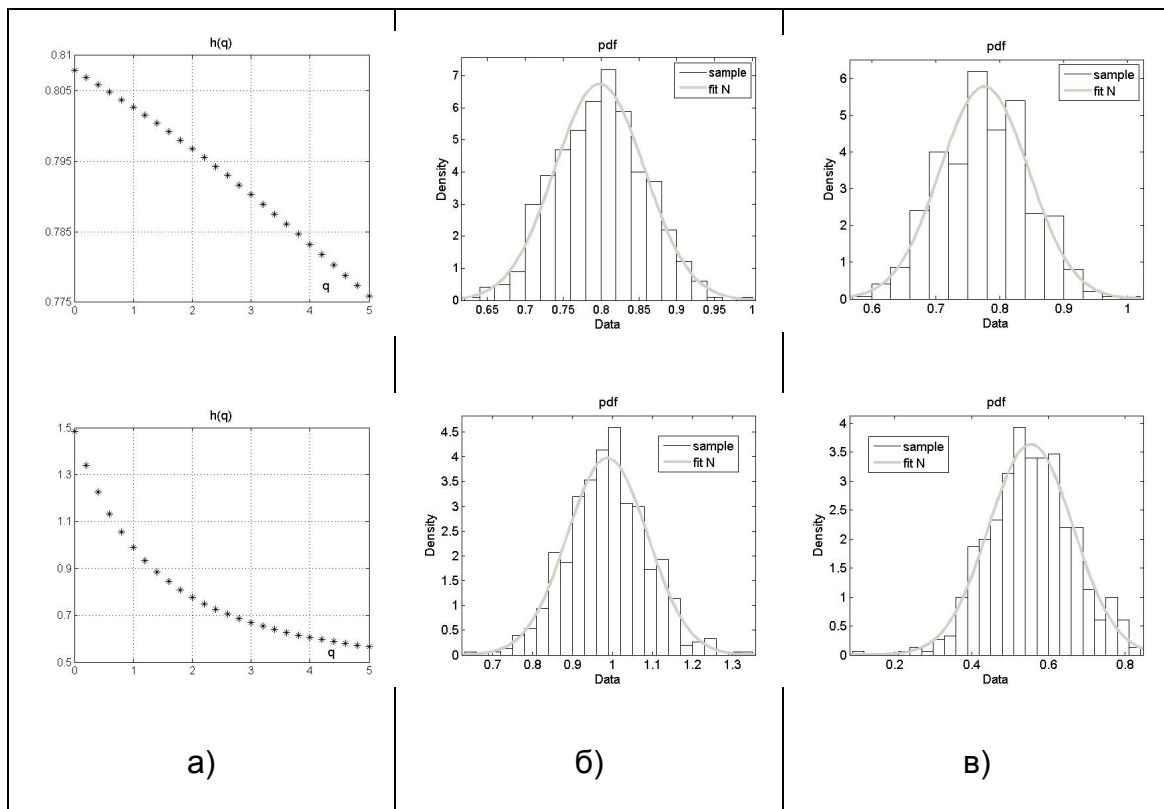 h(q)
0.81
0.805
0.795
0.785
0.775
q
0 1 2 3 4 5
pdf
7
6
5
4
3
2
1
0
Density
sample
fit N
0.65 0.7 0.75 0.8 0.85 0.9 0.95 1
Data
pdf
6
5
4
3
2
1
0
Density
sample
fit N
0.6 0.7 0.8 0.9 1
Data
h(q)
1.5
1.3
1.1
0.9
0.7
0.5
q
0 1 2 3 4 5
pdf
4.5
4
3.5
3
2.5
2
1.5
1
0.5
0
Density
sample
fit N
0.7 0.8 0.9 1 1.1 1.2 1.3
Data
pdf
4
3.5
3
2.5
2
1.5
1
0.5
0
Density
sample
fit N
0.2 0.4 0.6 0.8
Data
а) б) в)